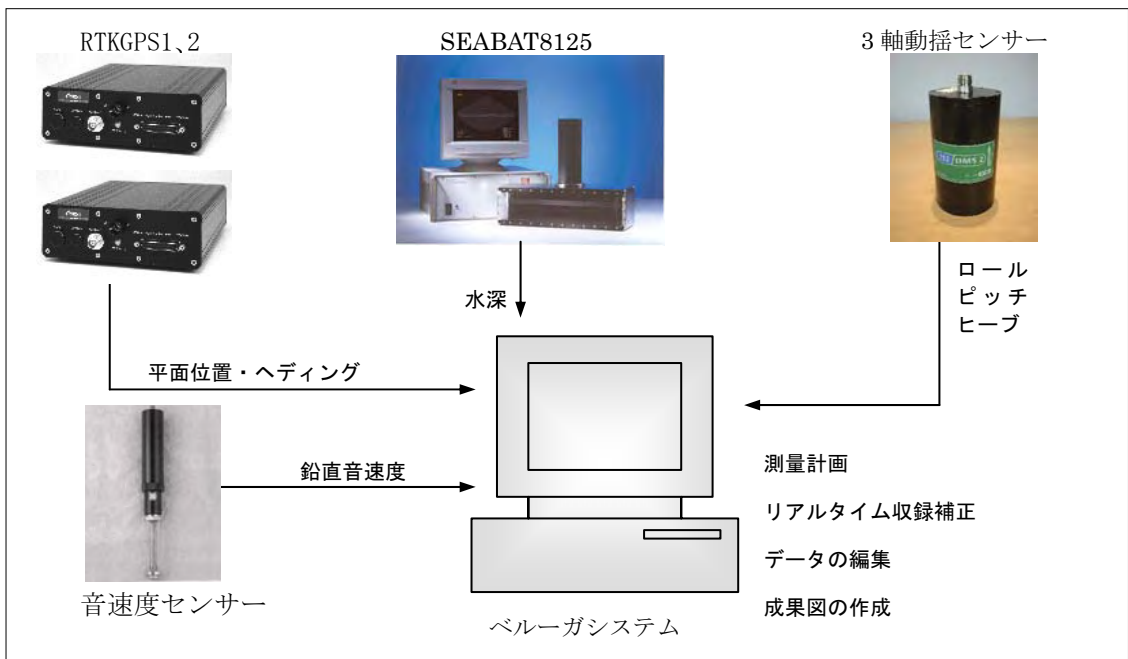 RTKGPS1、2
SEABAT8125
3軸動揺センサー
DMS 2
水深
ロール
ピッチ
ヒーブ
平面位置・ヘディング
鉛直音速度
測量計画
リアルタイム収録補正
データの編集
成果図の作成
音速度センサー
ベルーガシステム